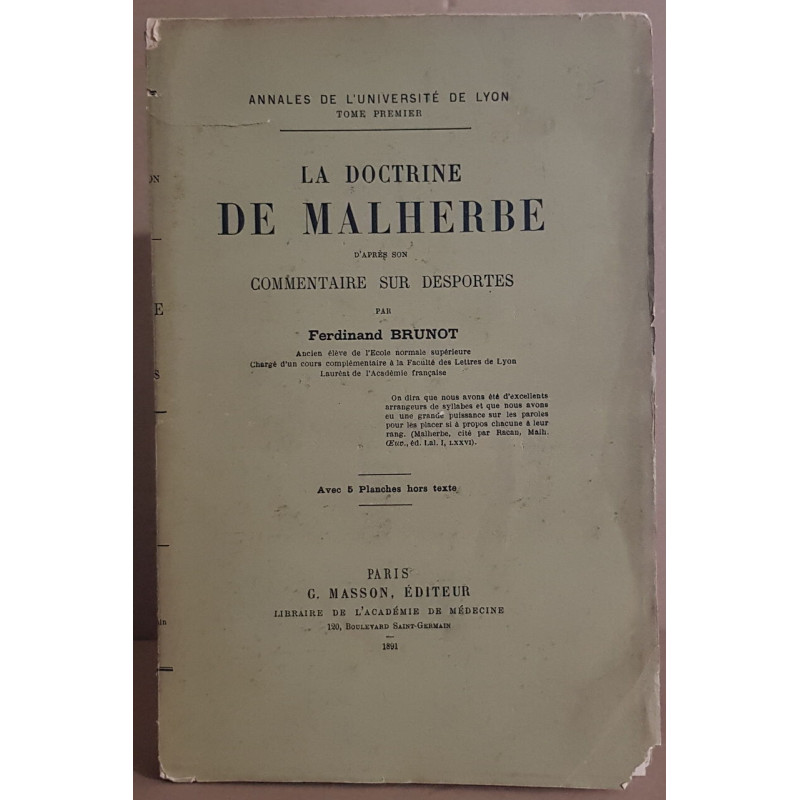 ANNALES DE L'UNIVERSITÉ DE LYON
TOME PREMIER
LA DOCTRINE
DE MALHERBE
D'APRÈS SON
COMMENTAIRE SUR DESPORTES
PAR
Ferdinand BRUNOT
Ancien élève de l'Ecole normale supérieure
Chargé d'un cours complémentaire à la Faculté des Lettres de Lyon
Lauréat de l'Académie française
On dira que nous avons été d'excellents
arrangeurs de syllabes et que nous avons
eu une grande puissance sur les paroles
pour les placer si à propos chacune à leur
rang. (Malherbe, cité par Racan, Malh.
Œuv., éd. Lal. I, LXXVI).
Avec 5 Planches hors texte
PARIS
G. MASSON, ÉDITEUR
LIBRAIRE DE L'ACADÉMIE DE MÉDECINE
120, BOULEVARD SAINT-GERMAIN
1891